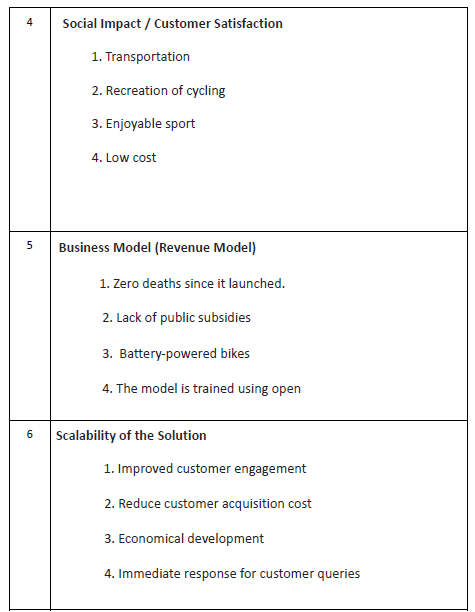 4 Social Impact / Customer Satisfaction
1. Transportation
2. Recreation of cycling
3. Enjoyable sport
4. Low cost
5 Business Model (Revenue Model)
1. Zero deaths since it launched.
2. Lack of public subsidies
3. Battery-powered bikes
4. The model is trained using open
6 Scalability of the Solution
1. Improved customer engagement
2. Reduce customer acquisition cost
3. Economical development
4. Immediate response for customer queries